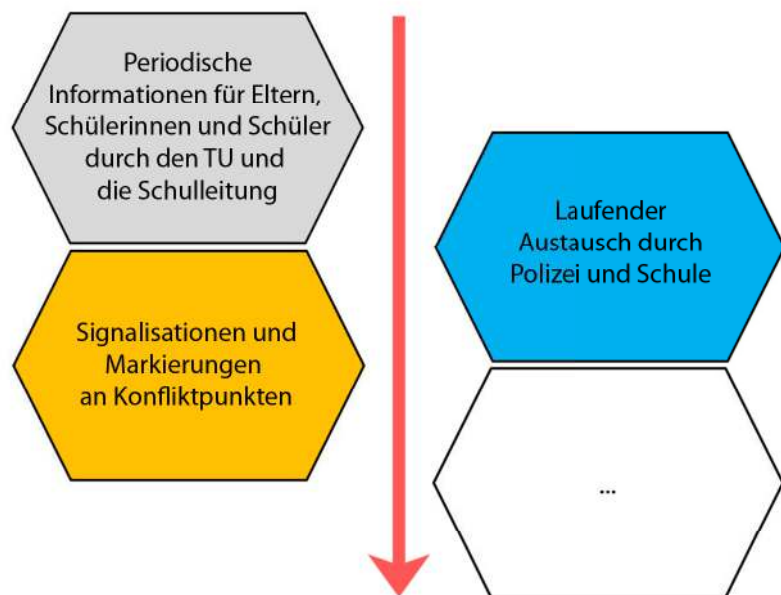 Periodische
Informationen für Eltern,
Schülerinnen und Schüler
durch den TU und
die Schulleitung
Laufender
Austausch durch
Polizei und Schule
Signalisationen und
Markierungen
an Konfliktpunkten
...